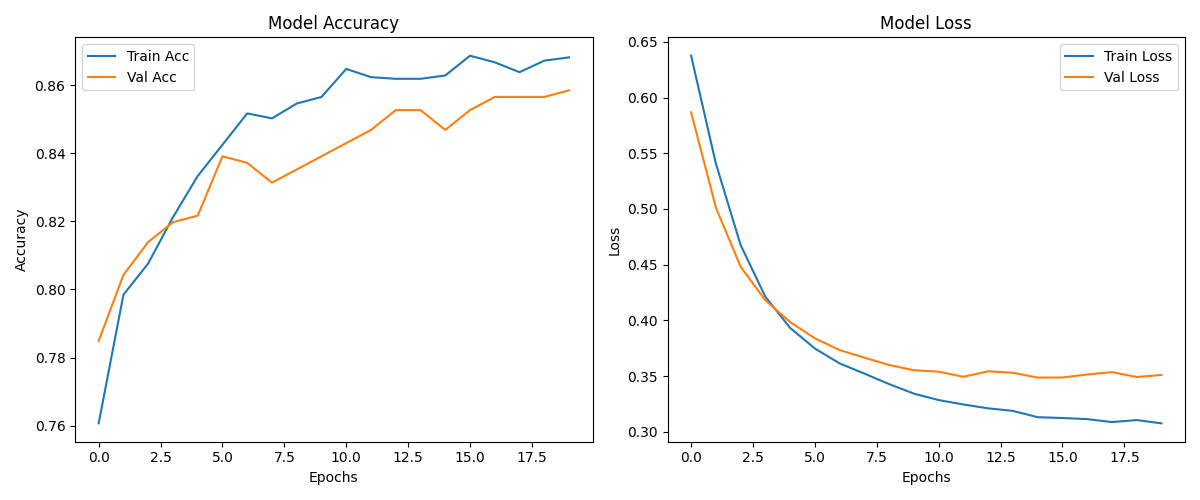 Model Accuracy
Train Acc
Val Acc
0.86
0.84
0.82
0.80
0.78
0.76
Accuracy
0.0 2.5 5.0 7.5 10.0 12.5 15.0 17.5
Epochs
Model Loss
Train Loss
Val Loss
0.65
0.60
0.55
0.50
0.45
0.40
0.35
0.30
Loss
0.0 2.5 5.0 7.5 10.0 12.5 15.0 17.5
Epochs